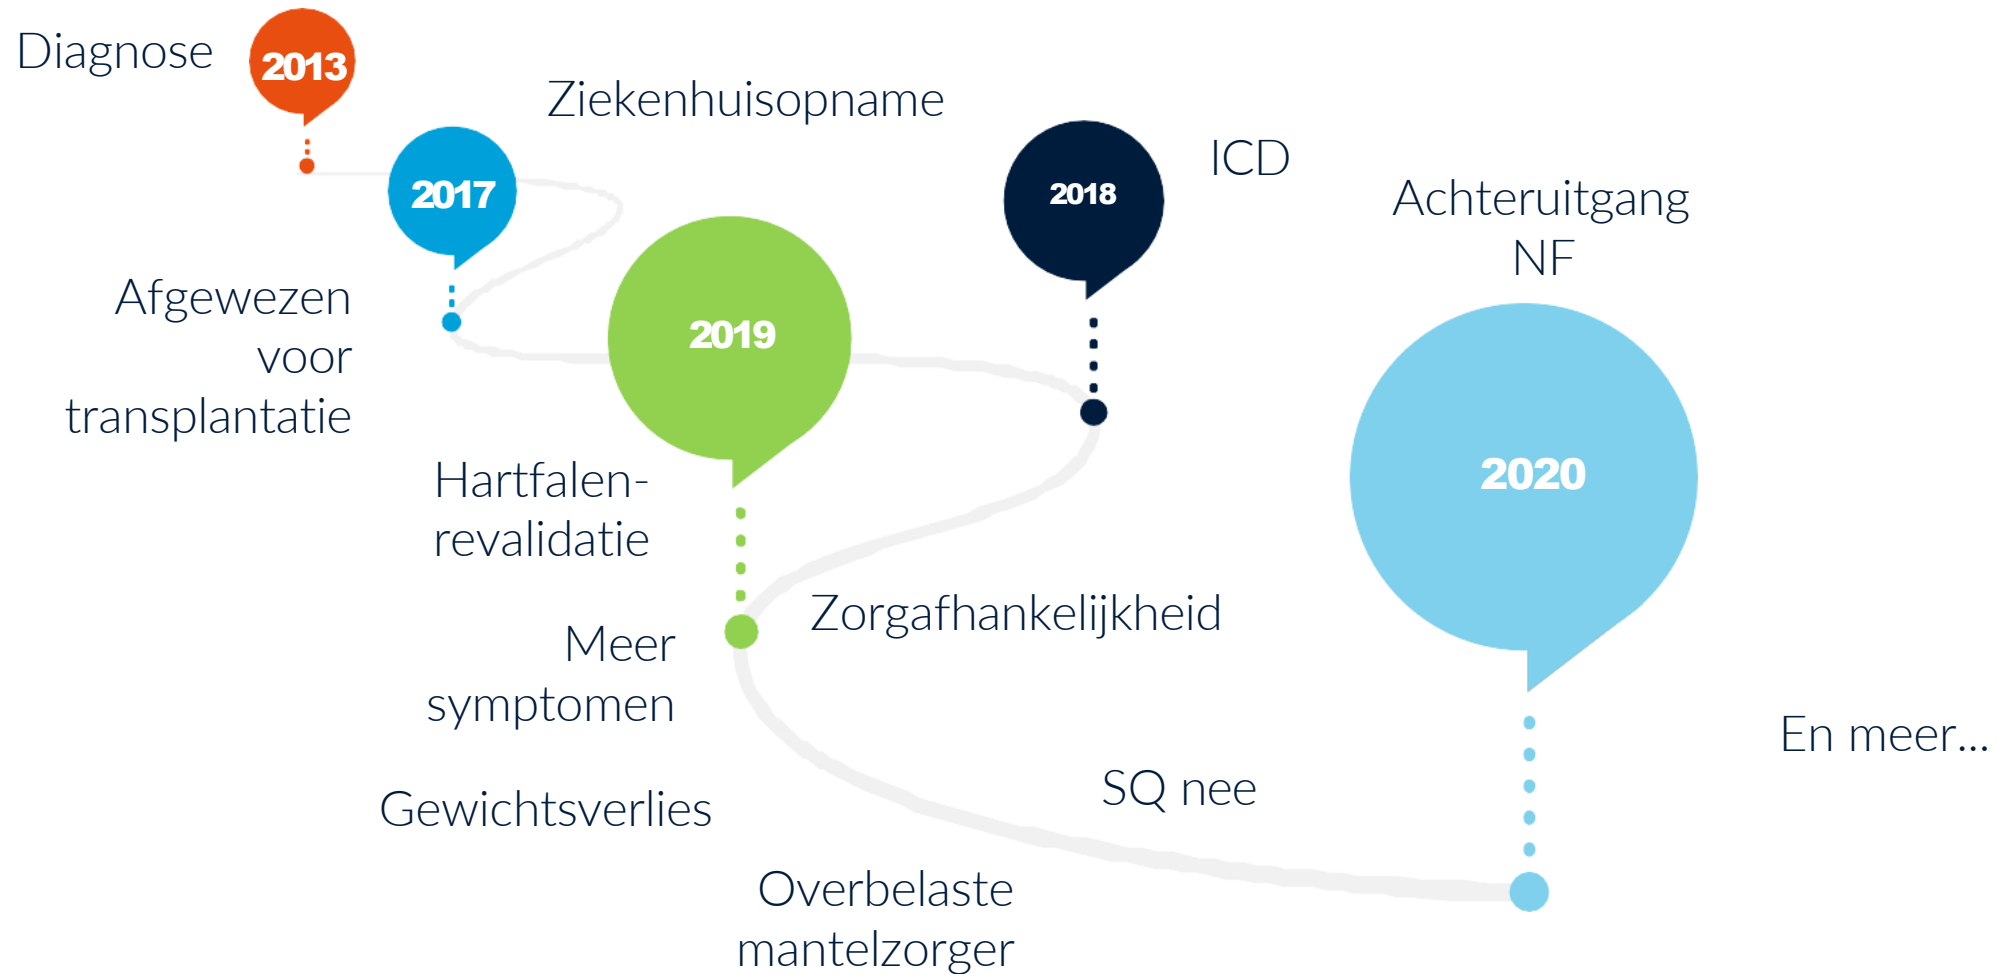 Diagnose
2013
Ziekenhuisopname
2017
2018
ICD
Achteruitgang
NF
Afgewezen
voor
transplantatie
2019
2020
Hartfalen-
revalidatie
Zorgafhankelijkheid
Meer
symptomen
En meer...
SQ nee
Gewichtsverlies
Overbelaste
mantelzorger